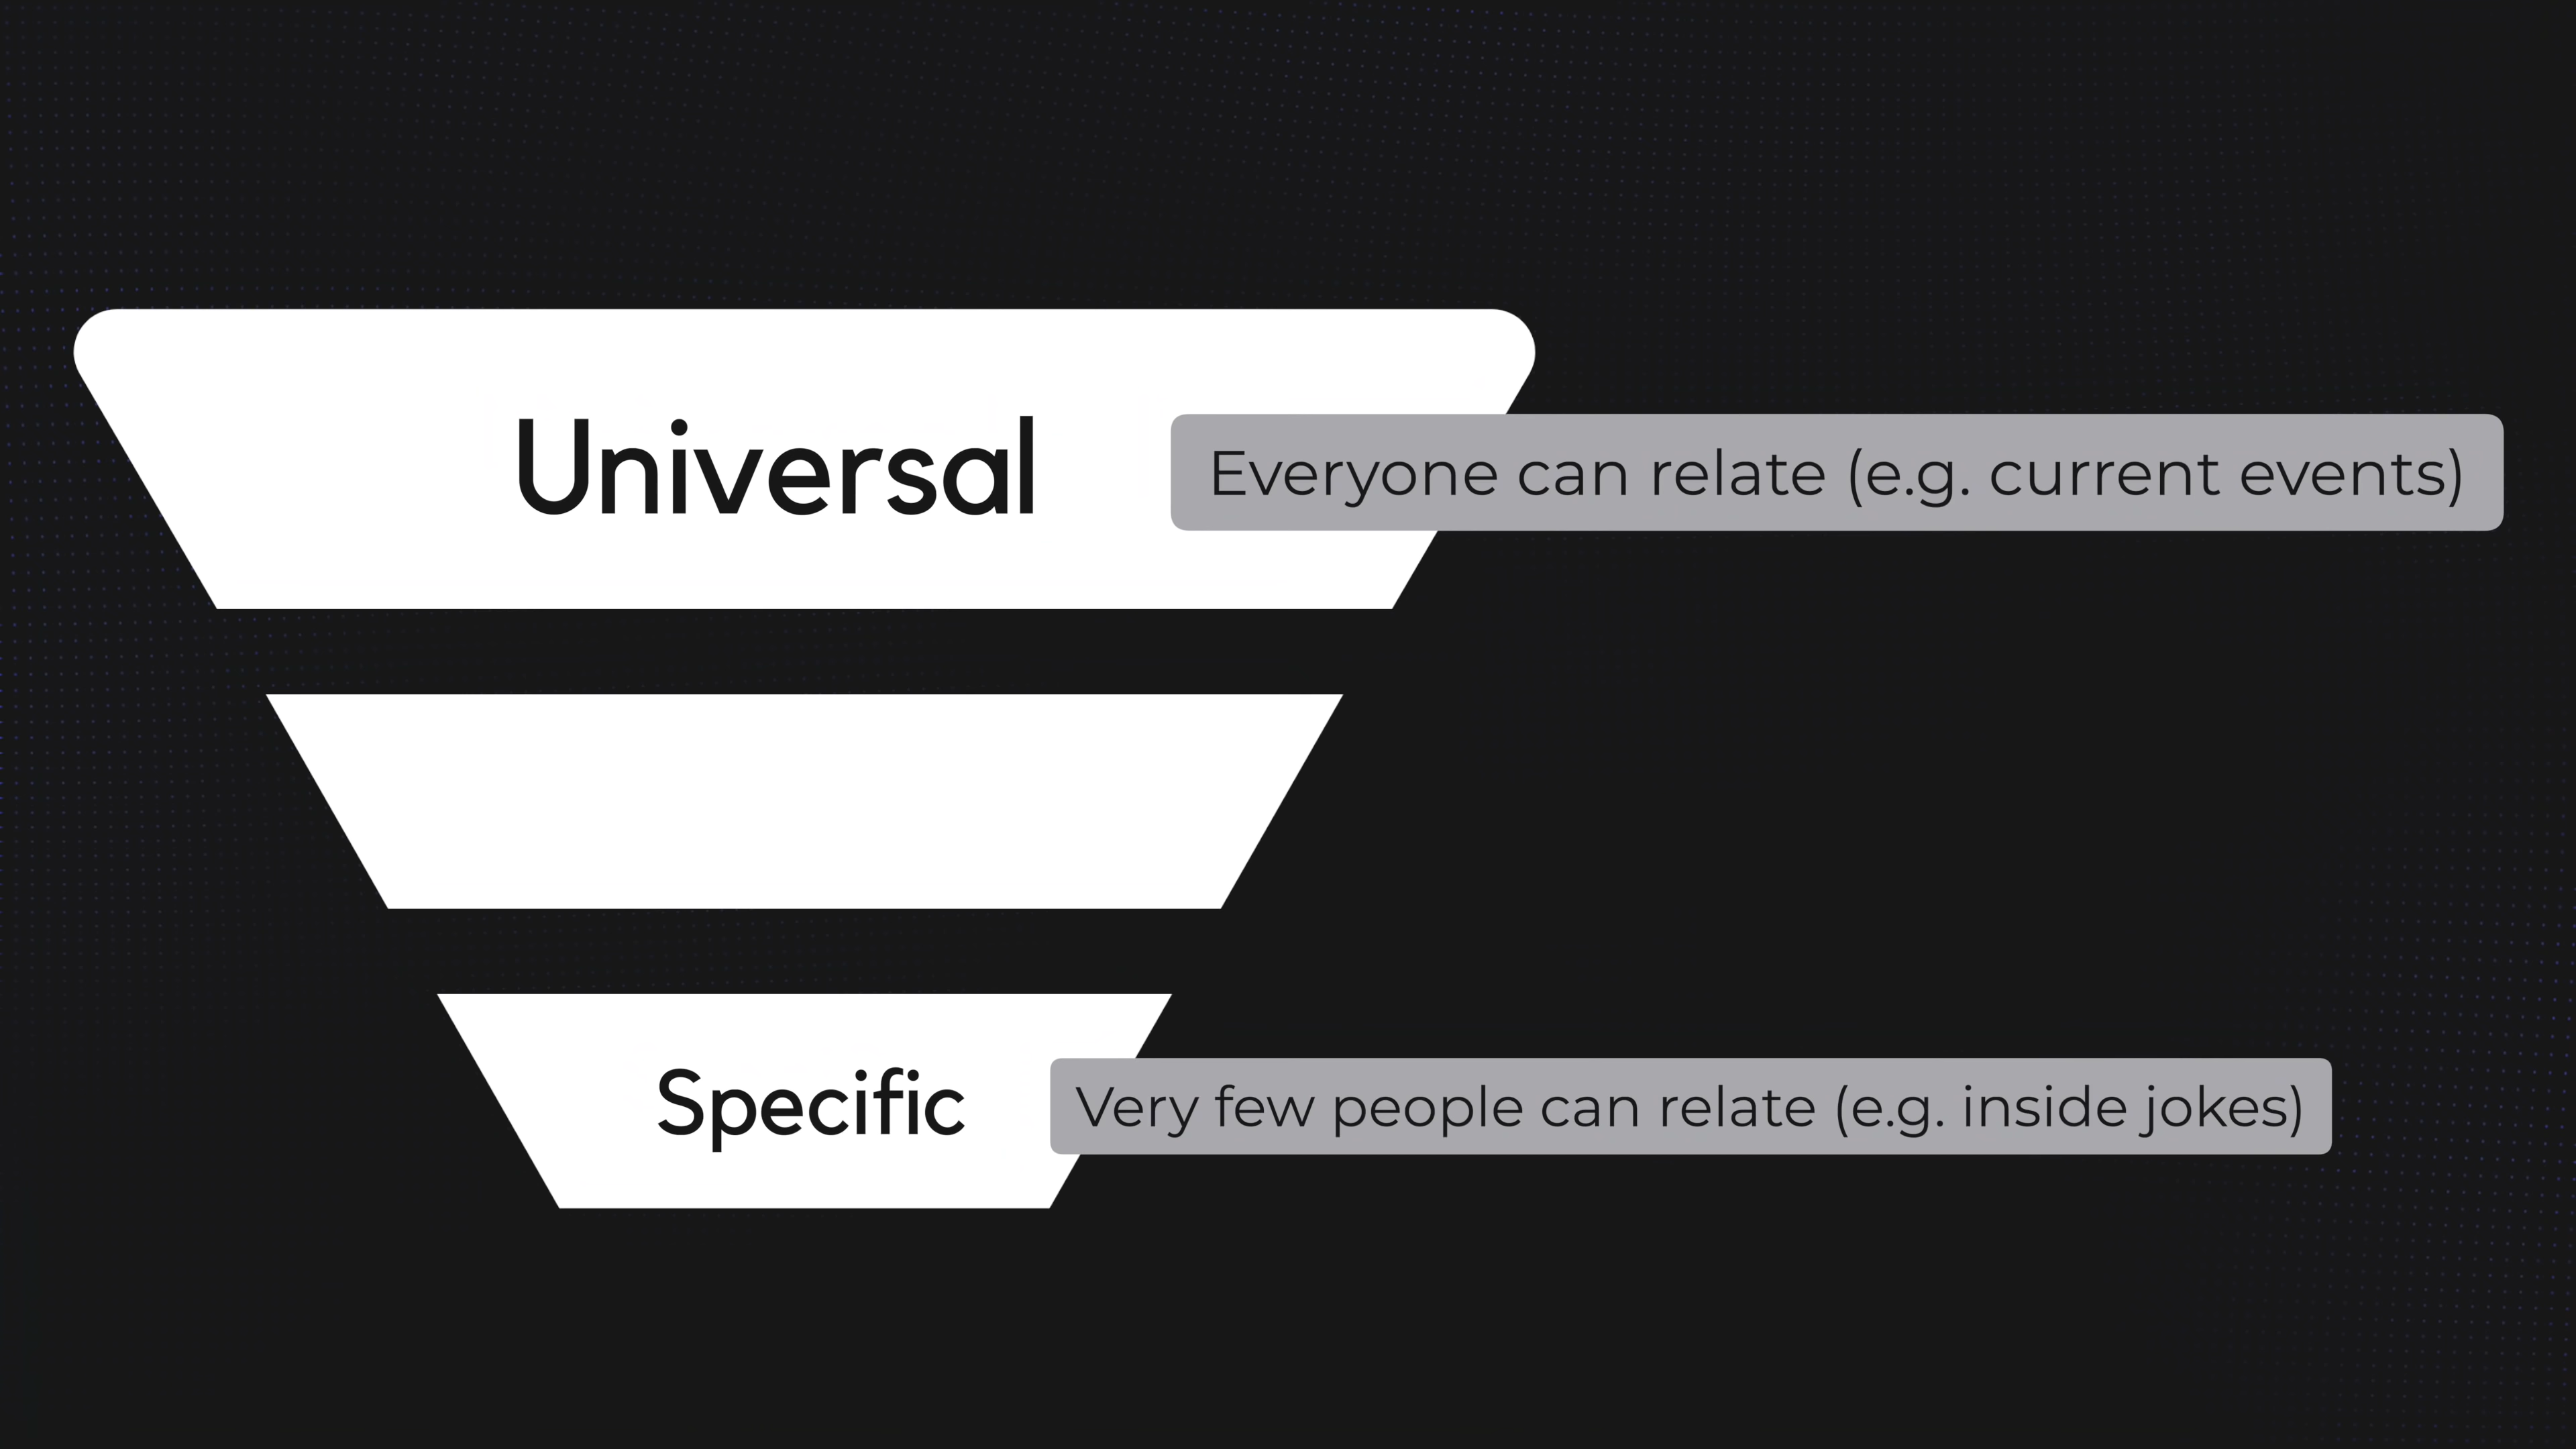 Universal
Everyone can relate (e.g. current events)
Specific
Very few people can relate (e.g. inside jokes)